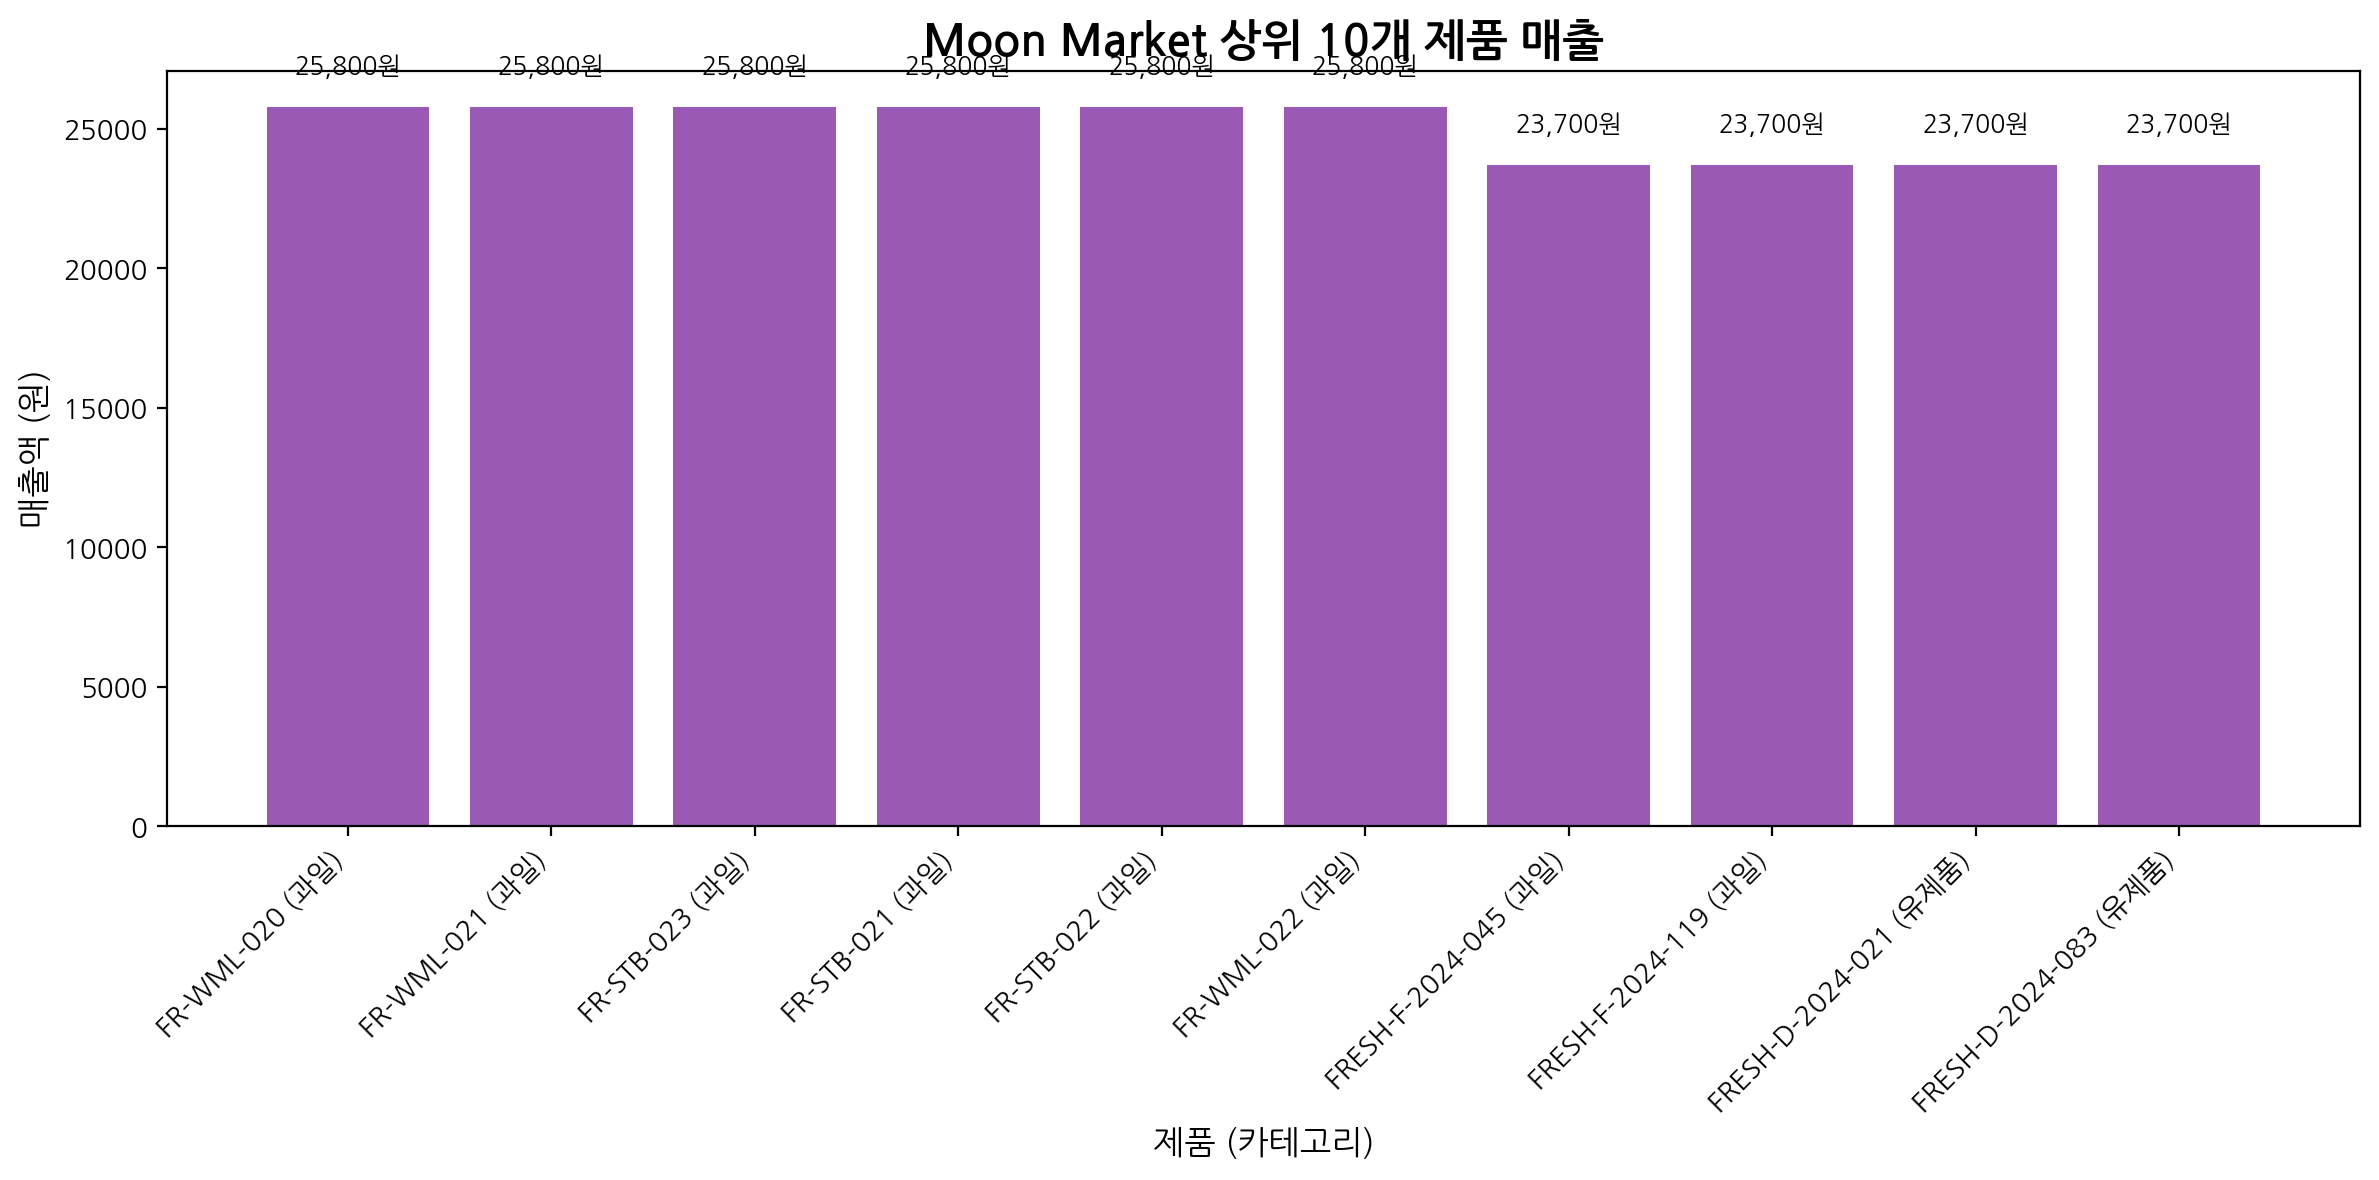 Moon Market 상위 10개 제품 매출
25,800원 25,800원 25,800원 25,800원 25,800원 25,800원
23,700원 23,700원 23,700원 23,700원
매출액 (원)
25000
20000
15000
10000
5000
0
FR-WML-020 (과일)
FR-WML-021 (과일)
FR-STB-023 (과일)
FR-STB-021 (과일)
FR-STB-022 (과일)
FR-WML-022 (과일)
FRESH-F-2024-045 (과일)
FRESH-F-2024-119 (과일)
FRESH-D-2024-021 (유제품)
FRESH-D-2024-083 (유제품)
제품 (카테고리)